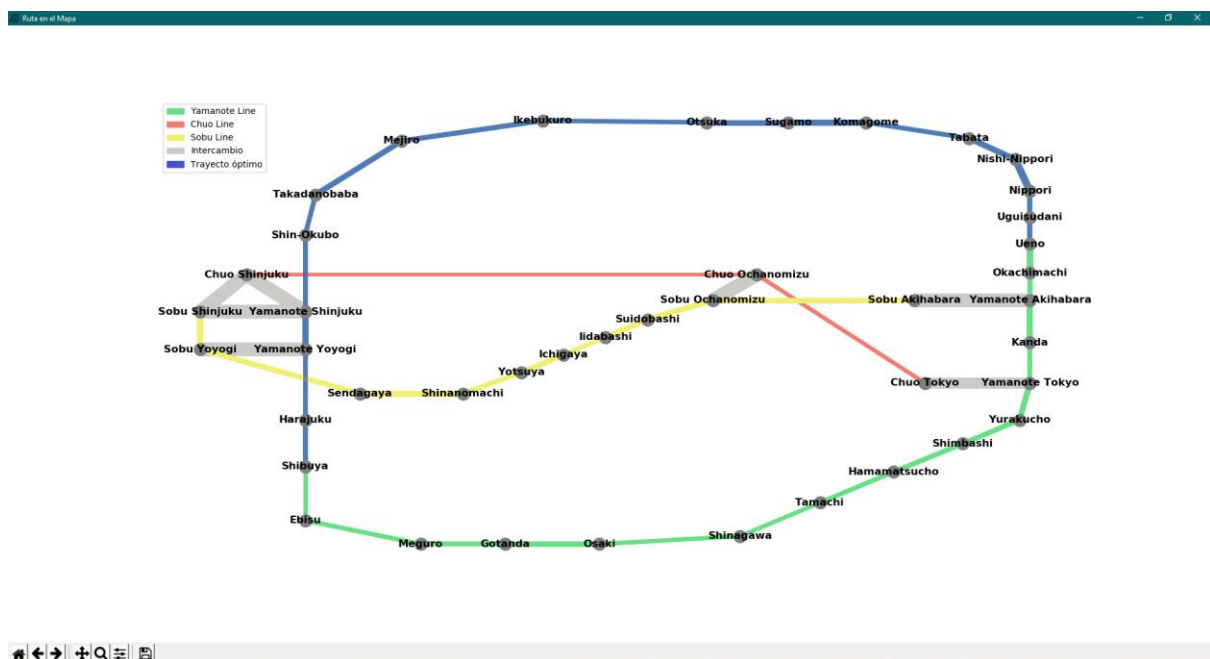 Ruta en el Mapa
Yamanote Line
Chuo Line
Sobu Line
Intercambio
Trayecto óptimo
Ikebukuro
Otsuka
Sugamo
Komagome
Mejiro
Tabata
Nishi-Nippori
Takadanobaba
Nippori
Uguisudani
Shin-Okubo
Ueno
Chuo Shinjuku
Chuo Ochanomizu
Okachimachi
Sobu Shinjuku
Yamanote Shinjuku
Sobu Ochanomizu
Sobu Akihabara
Yamanote Akihabara
Suidobashi
Iidabashi
Kanda
Sobu Yoyogi
Yamanote Yoyogi
Ichigaya
Yotsuya
Chuo Tokyo
Yamanote Tokyo
Sendagaya
Shinanomachi
Harajuku
Yurakucho
Shimbashi
Shibuya
Hamamatsucho
Tamachi
Ebisu
Shinagawa
Meguro
Gotanda
Osaki